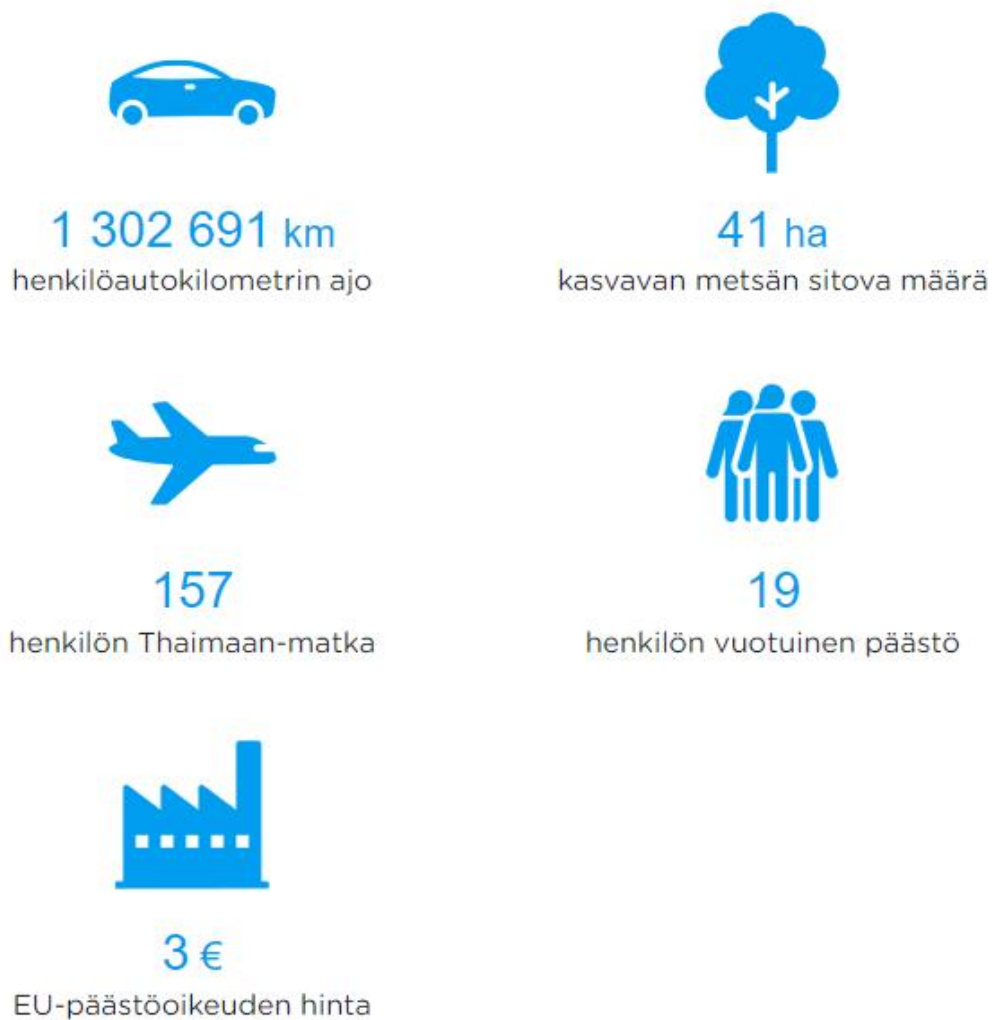 1 302 691 km
henkilöautokilometrin ajo
41 ha
kasvavan metsän sitova määrä
157
henkilön Thaimaan-matka
19
henkilön vuotuinen päästö
3 €
EU-päästöoikeuden hinta